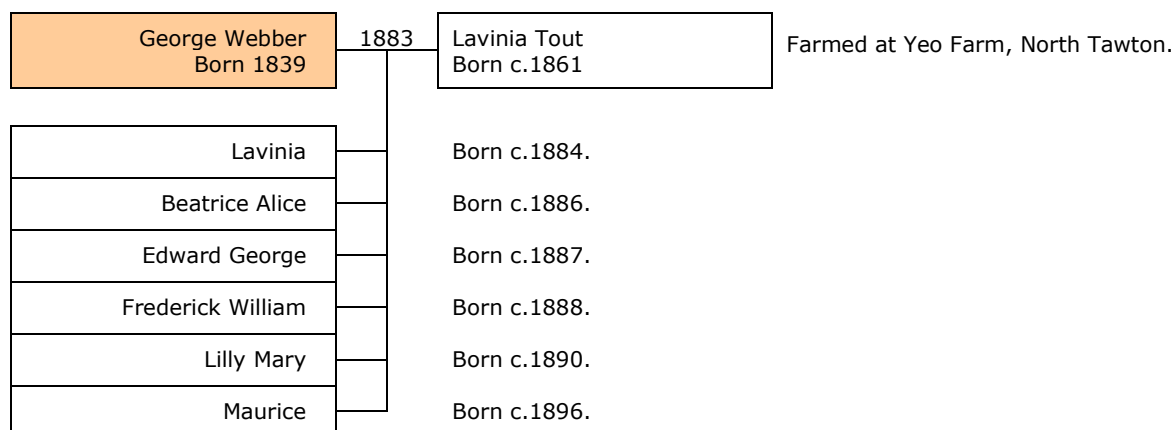 George Webber
Born 1839
1883
Lavinia Tout
Born c.1861
Farmed at Yeo Farm, North Tawton.
Lavinia
Born c.1884.
Beatrice Alice
Born c.1886.
Edward George
Born c.1887.
Frederick William
Born c.1888.
Lilly Mary
Born c.1890.
Maurice
Born c.1896.